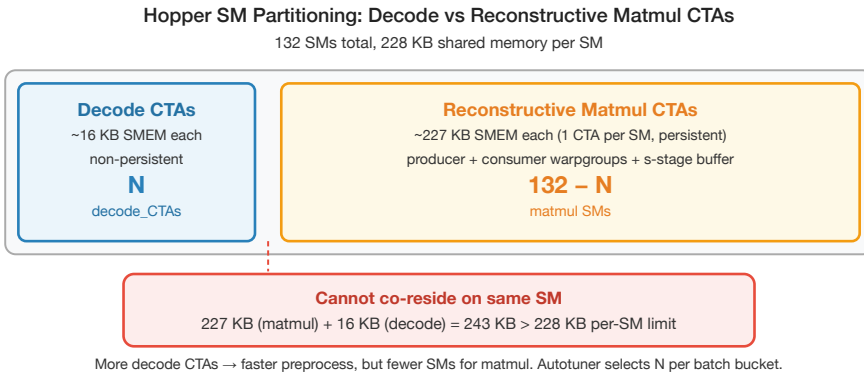 Hopper SM Partitioning: Decode vs Reconstructive Matmul CTAs
132 SMs total, 228 KB shared memory per SM
Decode CTAs
~16 KB SMEM each
non-persistent
N
decode_CTAs
Reconstructive Matmul CTAs
~227 KB SMEM each (1 CTA per SM, persistent)
producer + consumer warpgroups + s-stage buffer
132 − N
matmul SMs
Cannot co-reside on same SM
227 KB (matmul) + 16 KB (decode) = 243 KB > 228 KB per-SM limit
More decode CTAs → faster preprocess, but fewer SMs for matmul. Autotuner selects N per batch bucket.